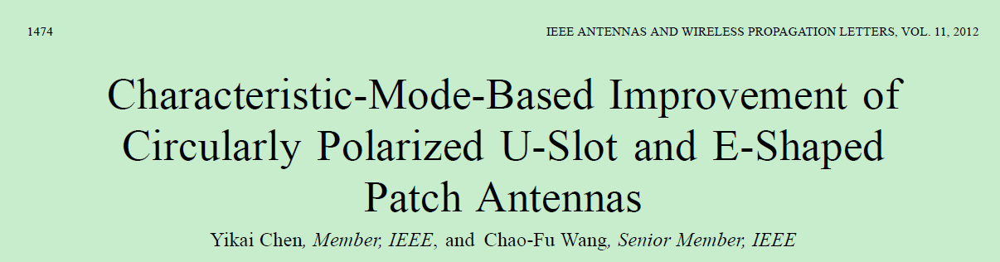 1474 IEEE ANTENNAS AND WIRELESS PROPAGATION LETTERS, VOL. 11, 2012
Characteristic-Mode-Based Improvement of
Circularly Polarized U-Slot and E-Shaped
Patch Antennas
Yikai Chen, Member, IEEE, and Chao-Fu Wang, Senior Member, IEEE